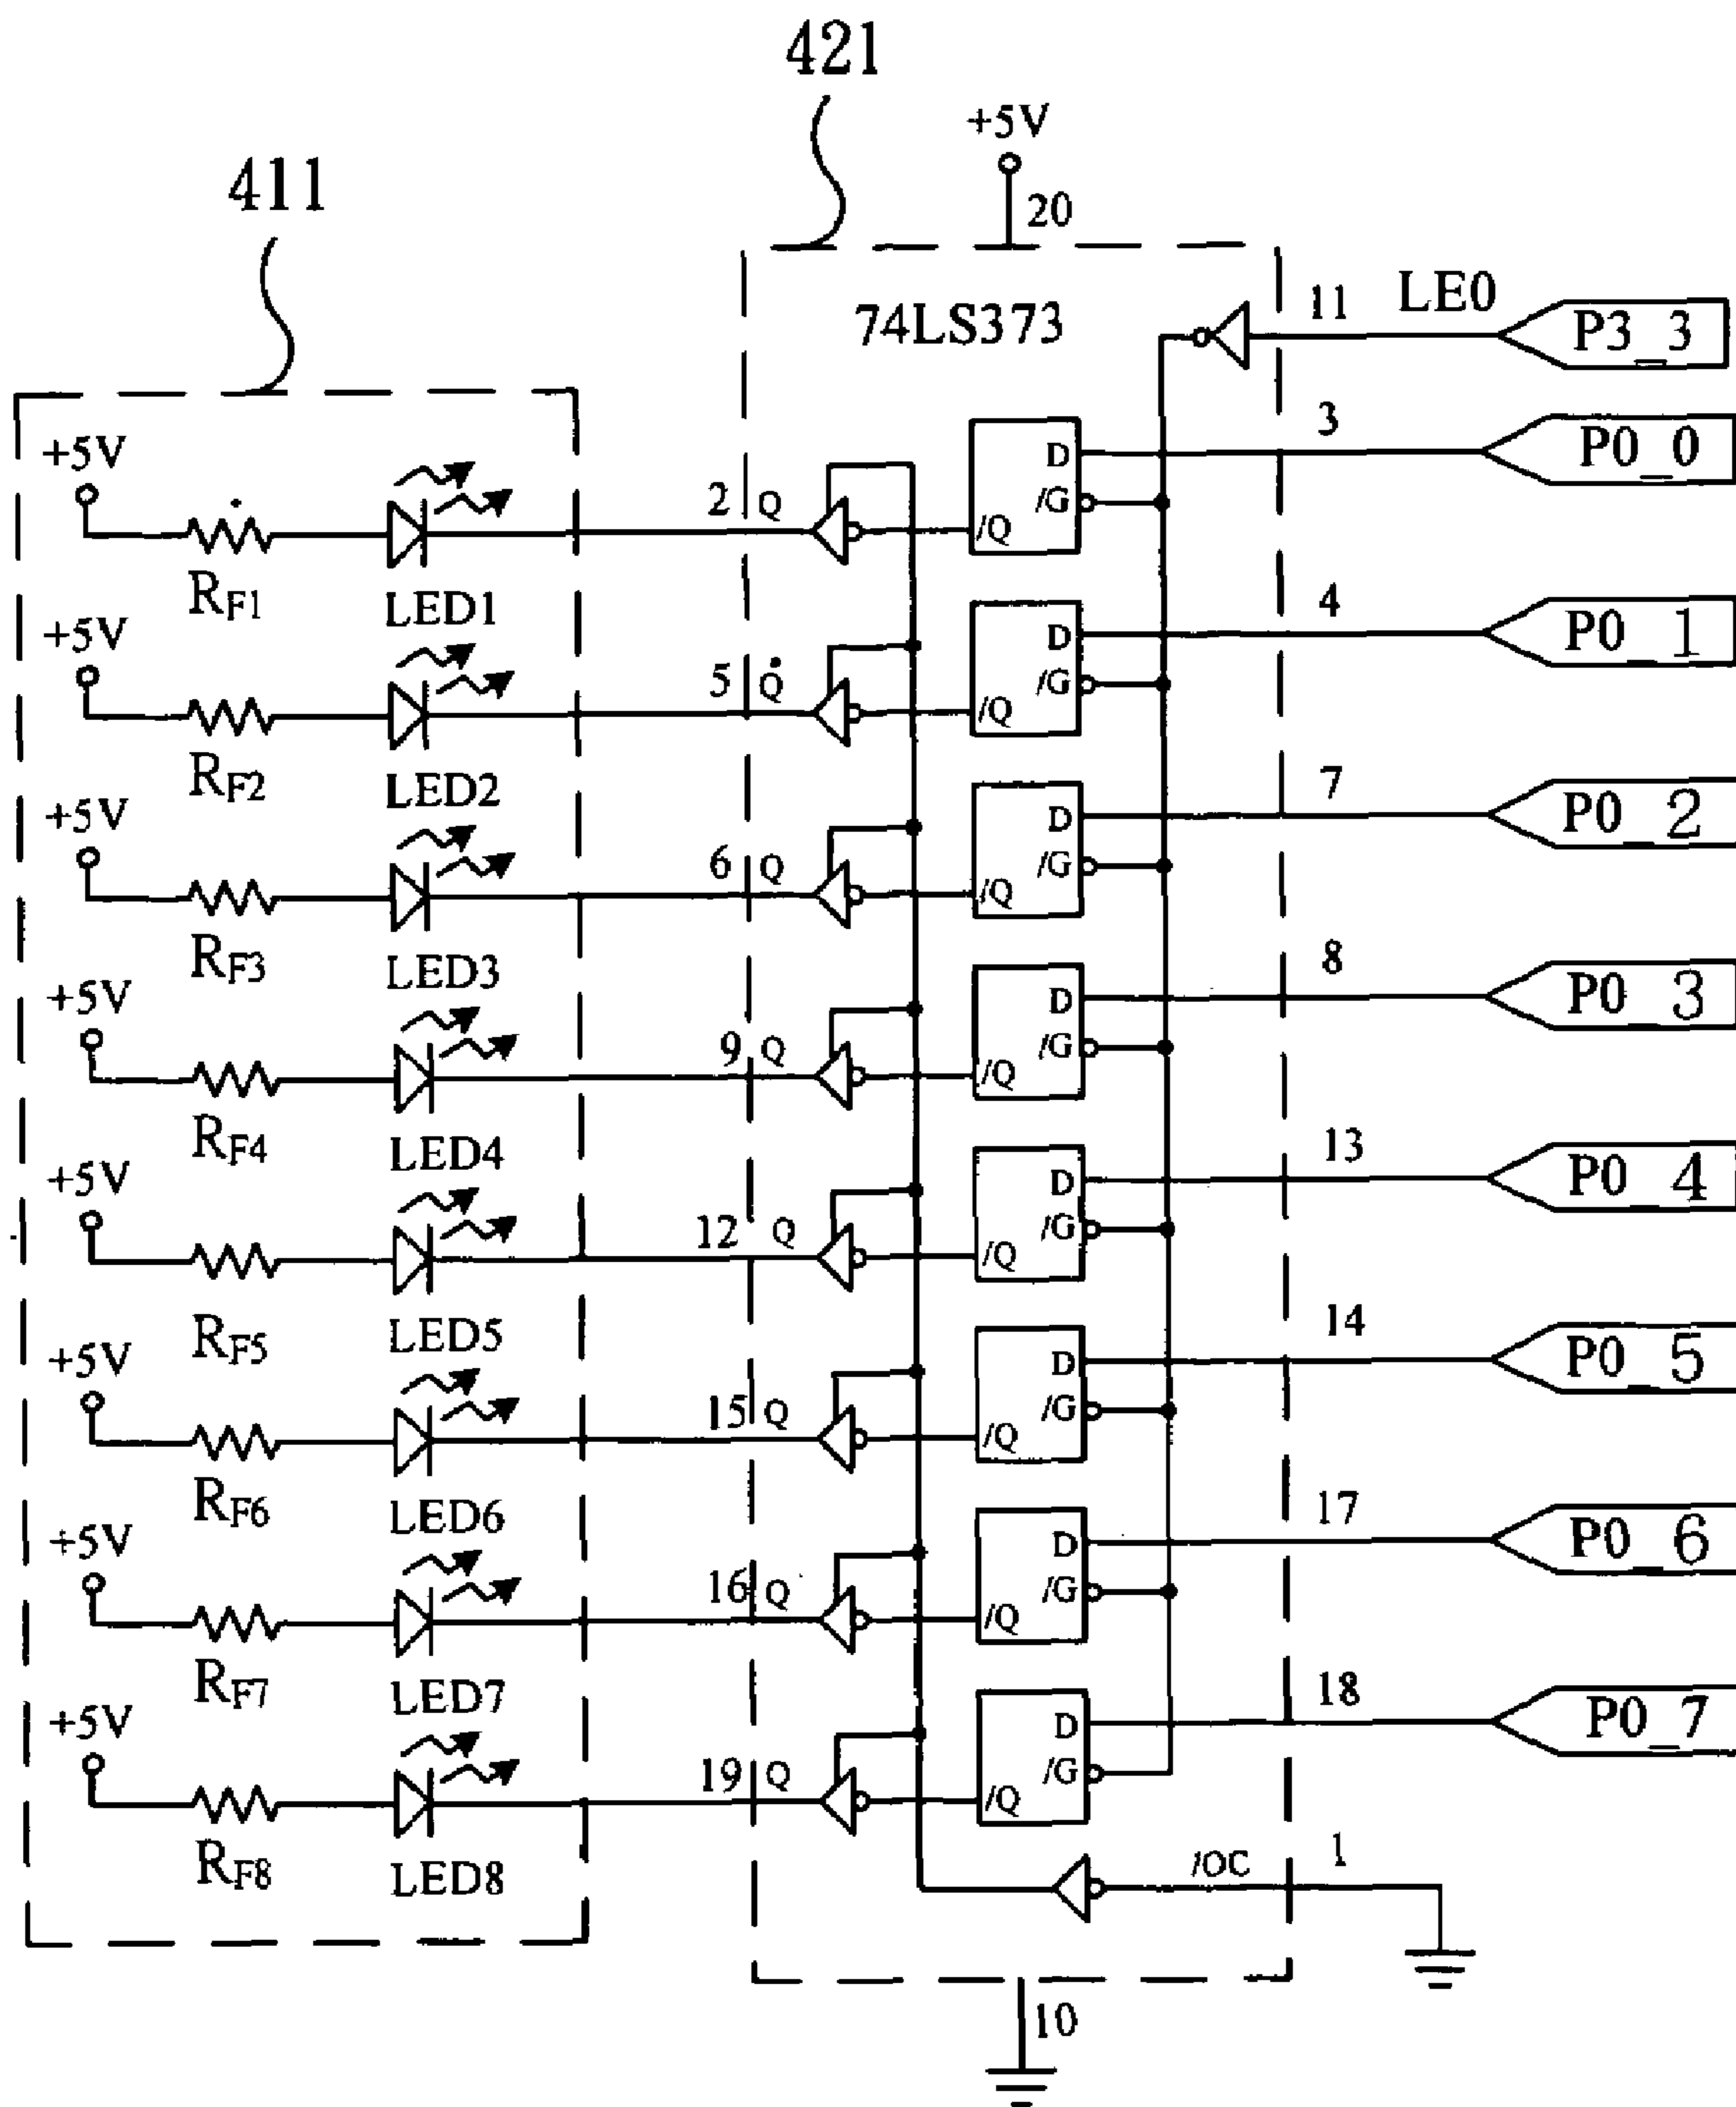 421
+5V
411
20
74LS373
11 LE0 P3_3
3 P0_0
+5V D
2 Q /Q /G
RF1 LED1
4 P0_1
+5V D
5 Q /Q /G
RF2 LED2
7 P0_2
+5V D
6 Q /Q /G
RF3 LED3
8 P0_3
+5V D
9 Q /Q /G
RF4 LED4
13 P0_4
+5V D
12 Q /Q /G
RF5 LED5
14 P0_5
+5V D
15 Q /Q /G
RF6 LED6
17 P0_6
+5V D
16 Q /Q /G
RF7 LED7
18 P0_7
+5V D
19 Q /Q /G
RF8 LED8
/OC 1
10